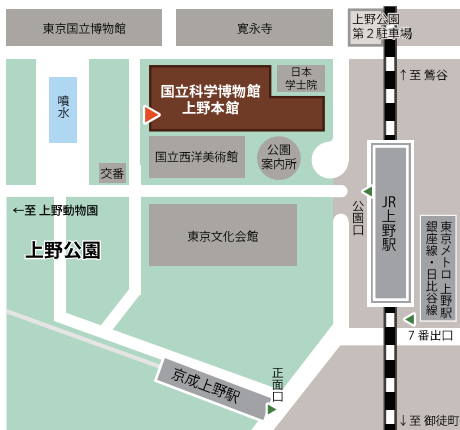 東京国立博物館
寛永寺
上野公園
第2駐車場
↑至 鶯谷
日本
学士院
国立科学博物館
上野本館
噴水
国立西洋美術館
公園
案内所
交番
公園口
JR上野駅
←至 上野動物園
上野公園
東京文化会館
東京メトロ 上野駅
銀座線・日比谷線
7 番出口
正面口
京成上野駅
↓至 御徒町